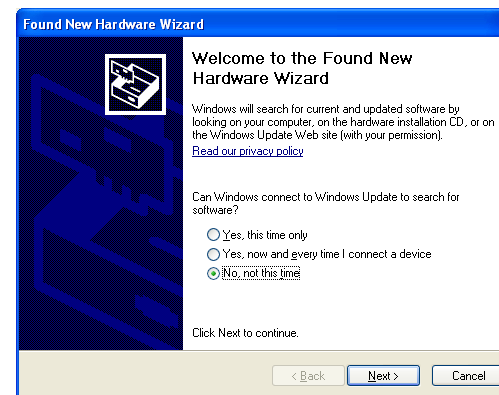 Found New Hardware Wizard
Welcome to the Found New
Hardware Wizard
Windows will search for current and updated software by
looking on your computer, on the hardware installation CD, or on
the Windows Update Web site (with your permission).
Read our privacy policy
Can Windows connect to Windows Update to search for
software?
Yes, this time only
Yes, now and every time I connect a device
No, not this time
Click Next to continue.
< Back Next > Cancel